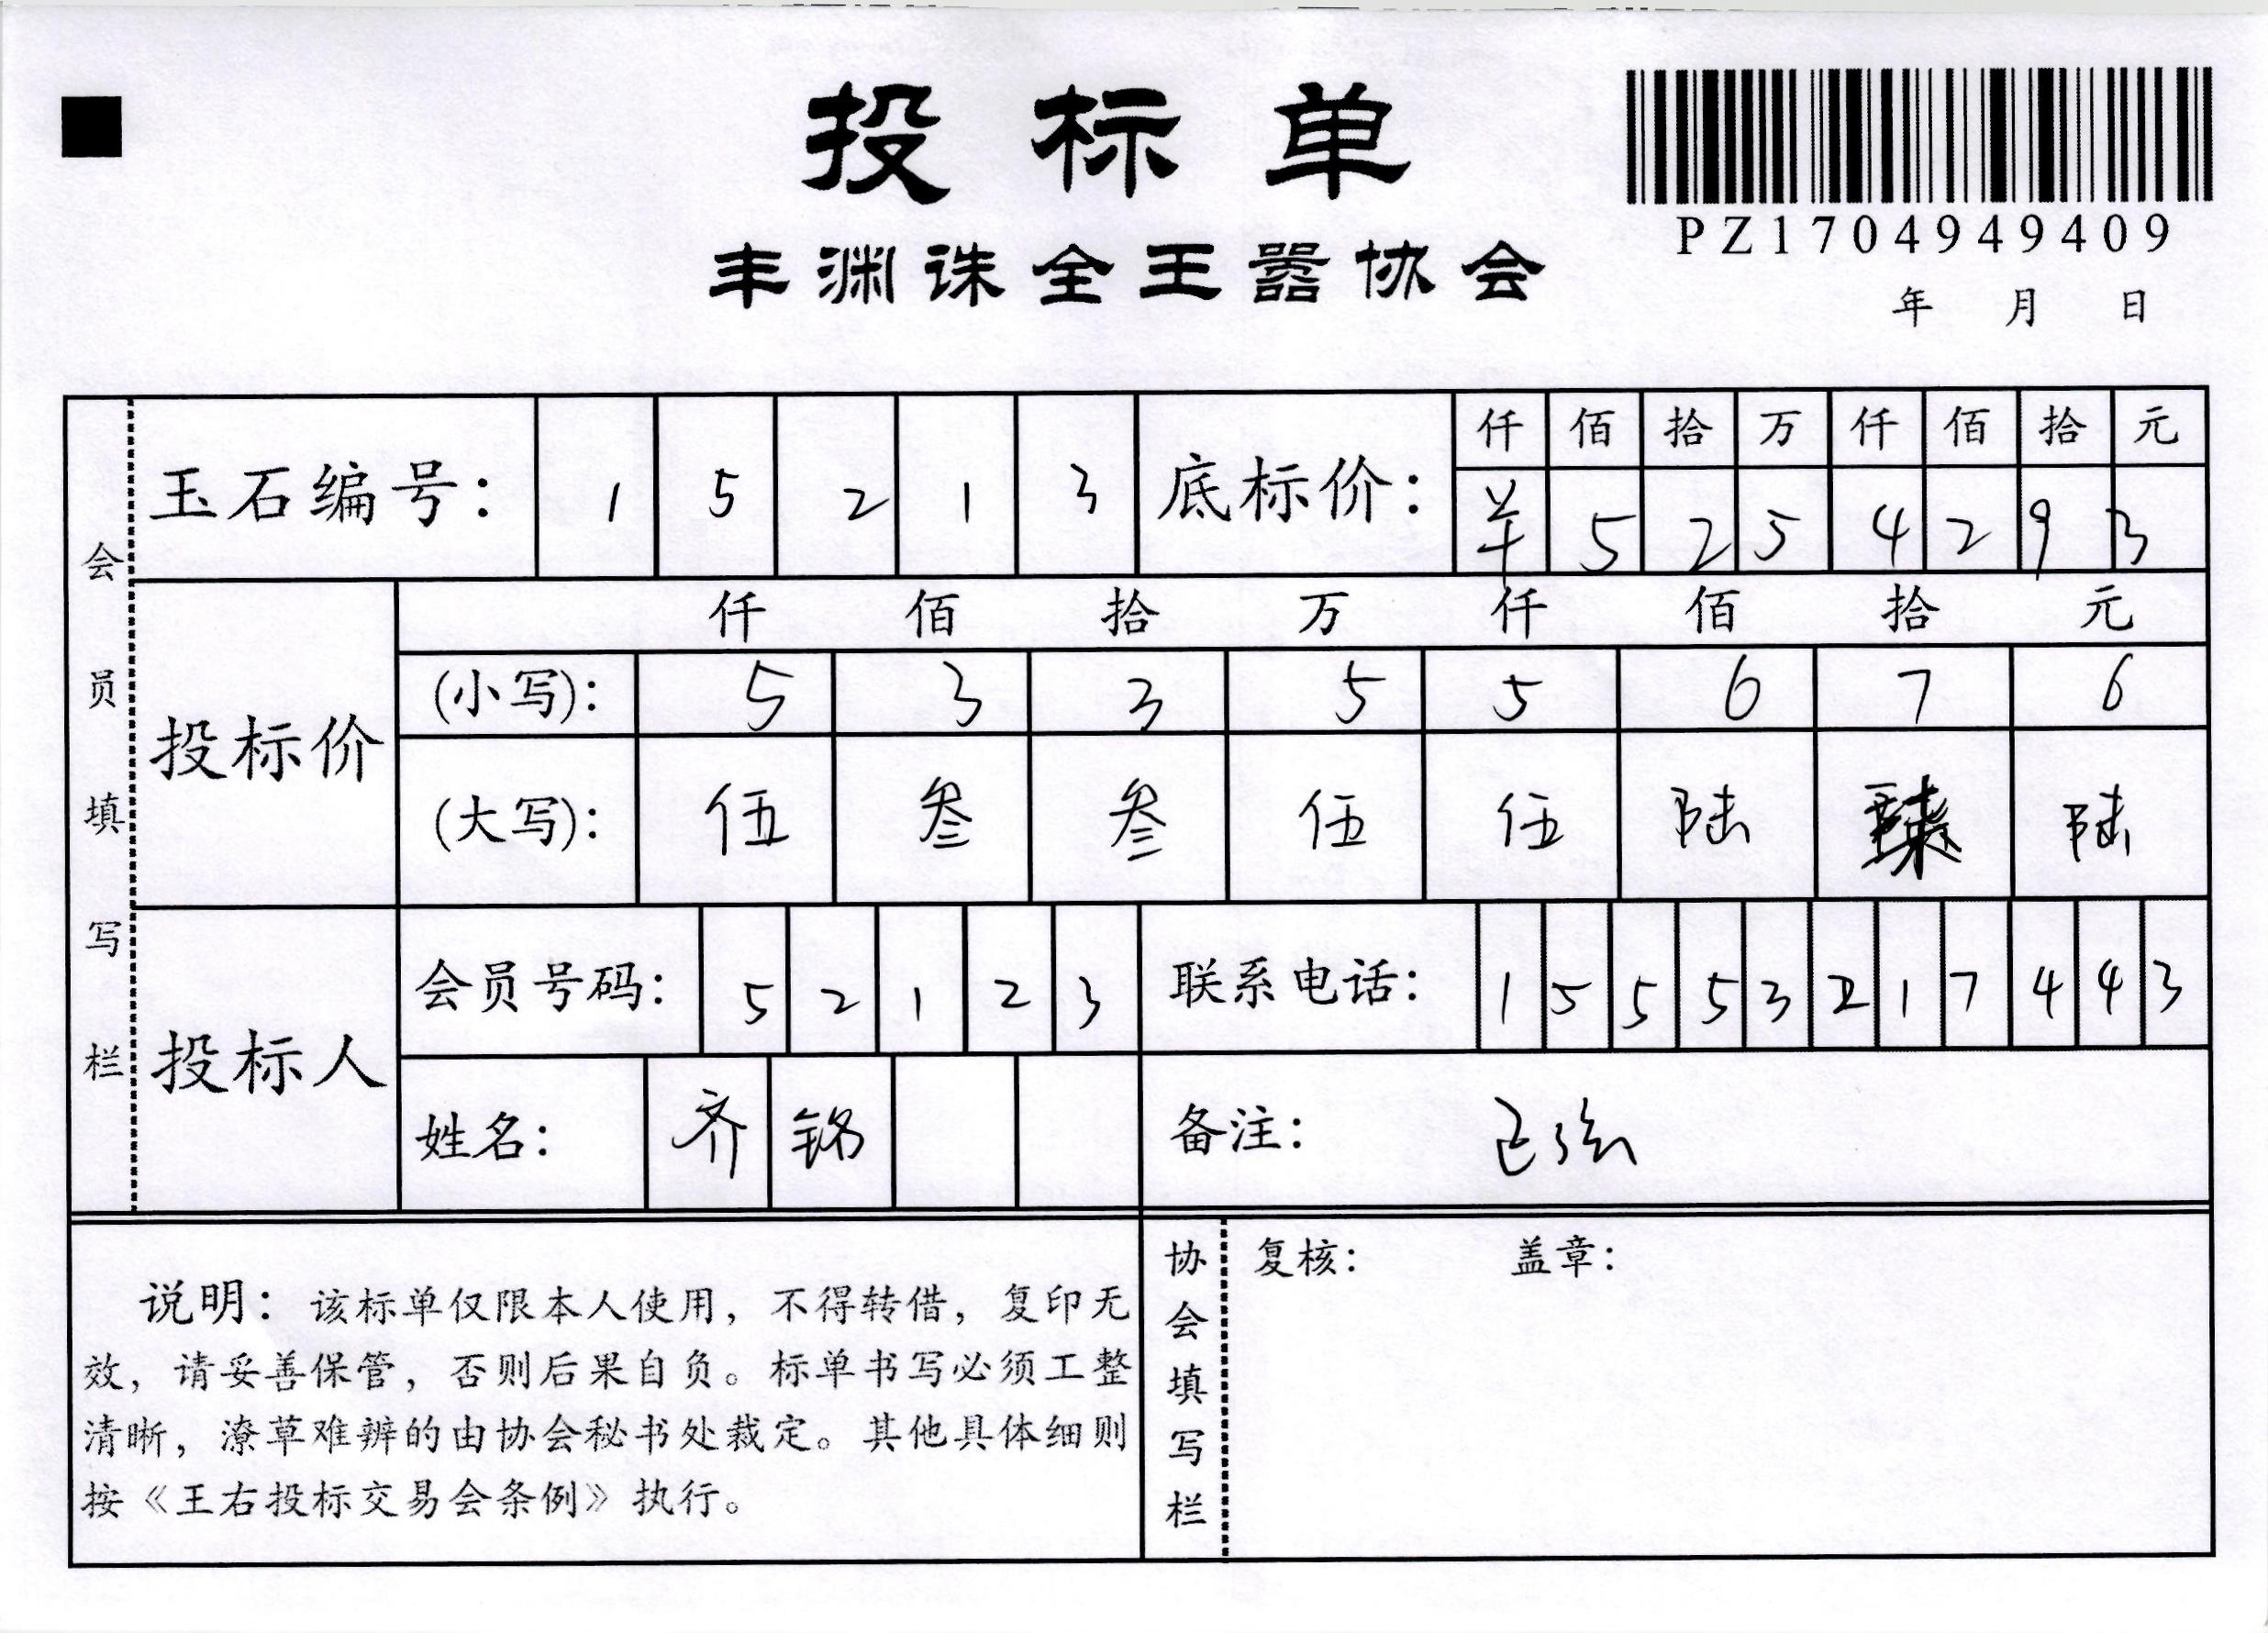 投标单
丰渊诛全王嚣协会
PZ1704949409
年 月 日
会员填写栏
玉石编号： 1 5 2 1 3
底标价： 仟 佰 拾 万 仟 佰 拾 元
羊 5 2 5 4 2 9 3
投标价
仟 佰 拾 万 仟 佰 拾 元
(小写)： 5 3 3 5 5 6 7 6
(大写)： 伍 叁 叁 伍 伍 陆 柒 陆
投标人
会员号码： 5 2 1 2 3
联系电话： 1 5 5 5 3 2 1 7 4 4 3
姓名： 齐 铭
备注：
说明：该标单仅限本人使用，不得转借，复印无
效，请妥善保管，否则后果自负。标单书写必须工整
清晰，潦草难辨的由协会秘书处裁定。其他具体细则
按《王右投标交易会条例》执行。
协会填写栏
复核： 盖章：